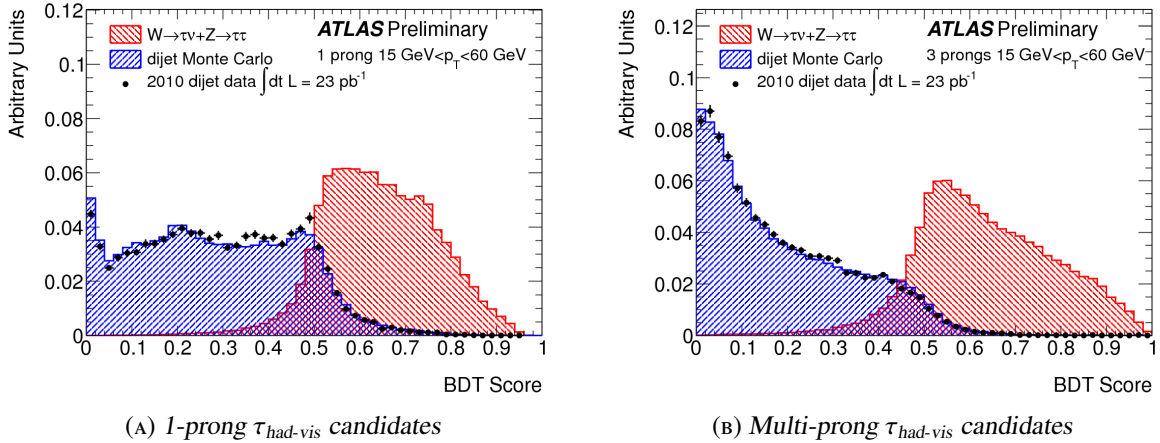 Arbitrary Units
0.12
0.1
0.08
0.06
0.04
0.02
0
ATLAS Preliminary
W→τν+Z→ττ
1 prong 15 GeV<p_T<60 GeV
dijet Monte Carlo
2010 dijet data ∫dt L = 23 pb⁻¹
0 0.1 0.2 0.3 0.4 0.5 0.6 0.7 0.8 0.9 1
BDT Score
(A) 1-prong τ_had-vis candidates
Arbitrary Units
0.12
0.1
0.08
0.06
0.04
0.02
0
ATLAS Preliminary
W→τν+Z→ττ
3 prongs 15 GeV<p_T<60 GeV
dijet Monte Carlo
2010 dijet data ∫dt L = 23 pb⁻¹
0 0.1 0.2 0.3 0.4 0.5 0.6 0.7 0.8 0.9 1
BDT Score
(B) Multi-prong τ_had-vis candidates